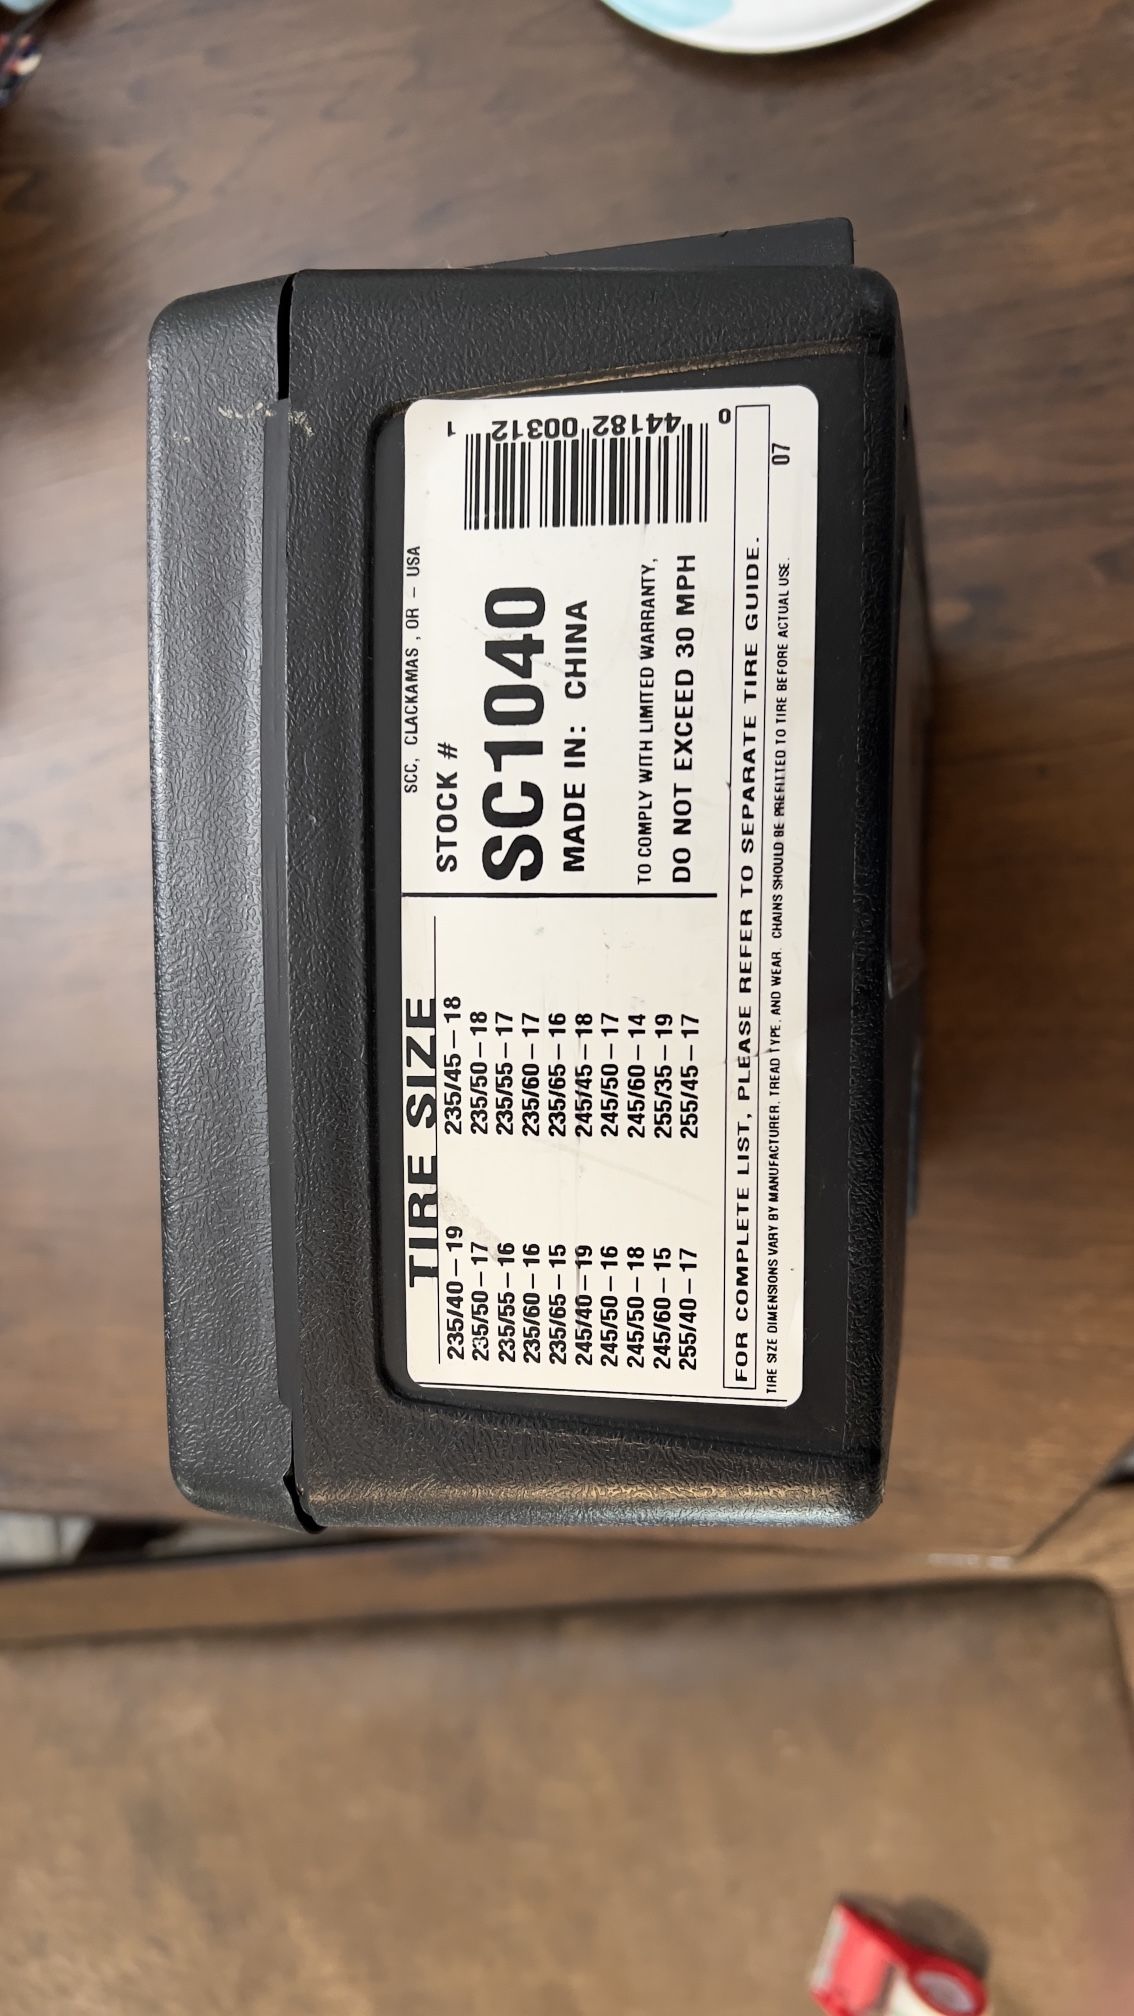 TIRE SIZE
235/40–19 235/45–18
235/50–17 235/50–18
235/55–16 235/55–17
235/60–16 235/60–17
235/65–15 235/65–16
245/40–19 245/45–18
245/50–16 245/50–17
245/50–18 245/60–14
245/60–15 255/35–19
255/40–17 255/45–17
SCC, CLACKAMAS , OR – USA
STOCK #
SC1040
MADE IN: CHINA
TO COMPLY WITH LIMITED WARRANTY,
DO NOT EXCEED 30 MPH
0 44182 00312 1
FOR COMPLETE LIST, PLEASE REFER TO SEPARATE TIRE GUIDE.
TIRE SIZE DIMENSIONS VARY BY MANUFACTURER, TREAD TYPE, AND WEAR. CHAINS SHOULD BE PREFITTED TO TIRE BEFORE ACTUAL USE.
07